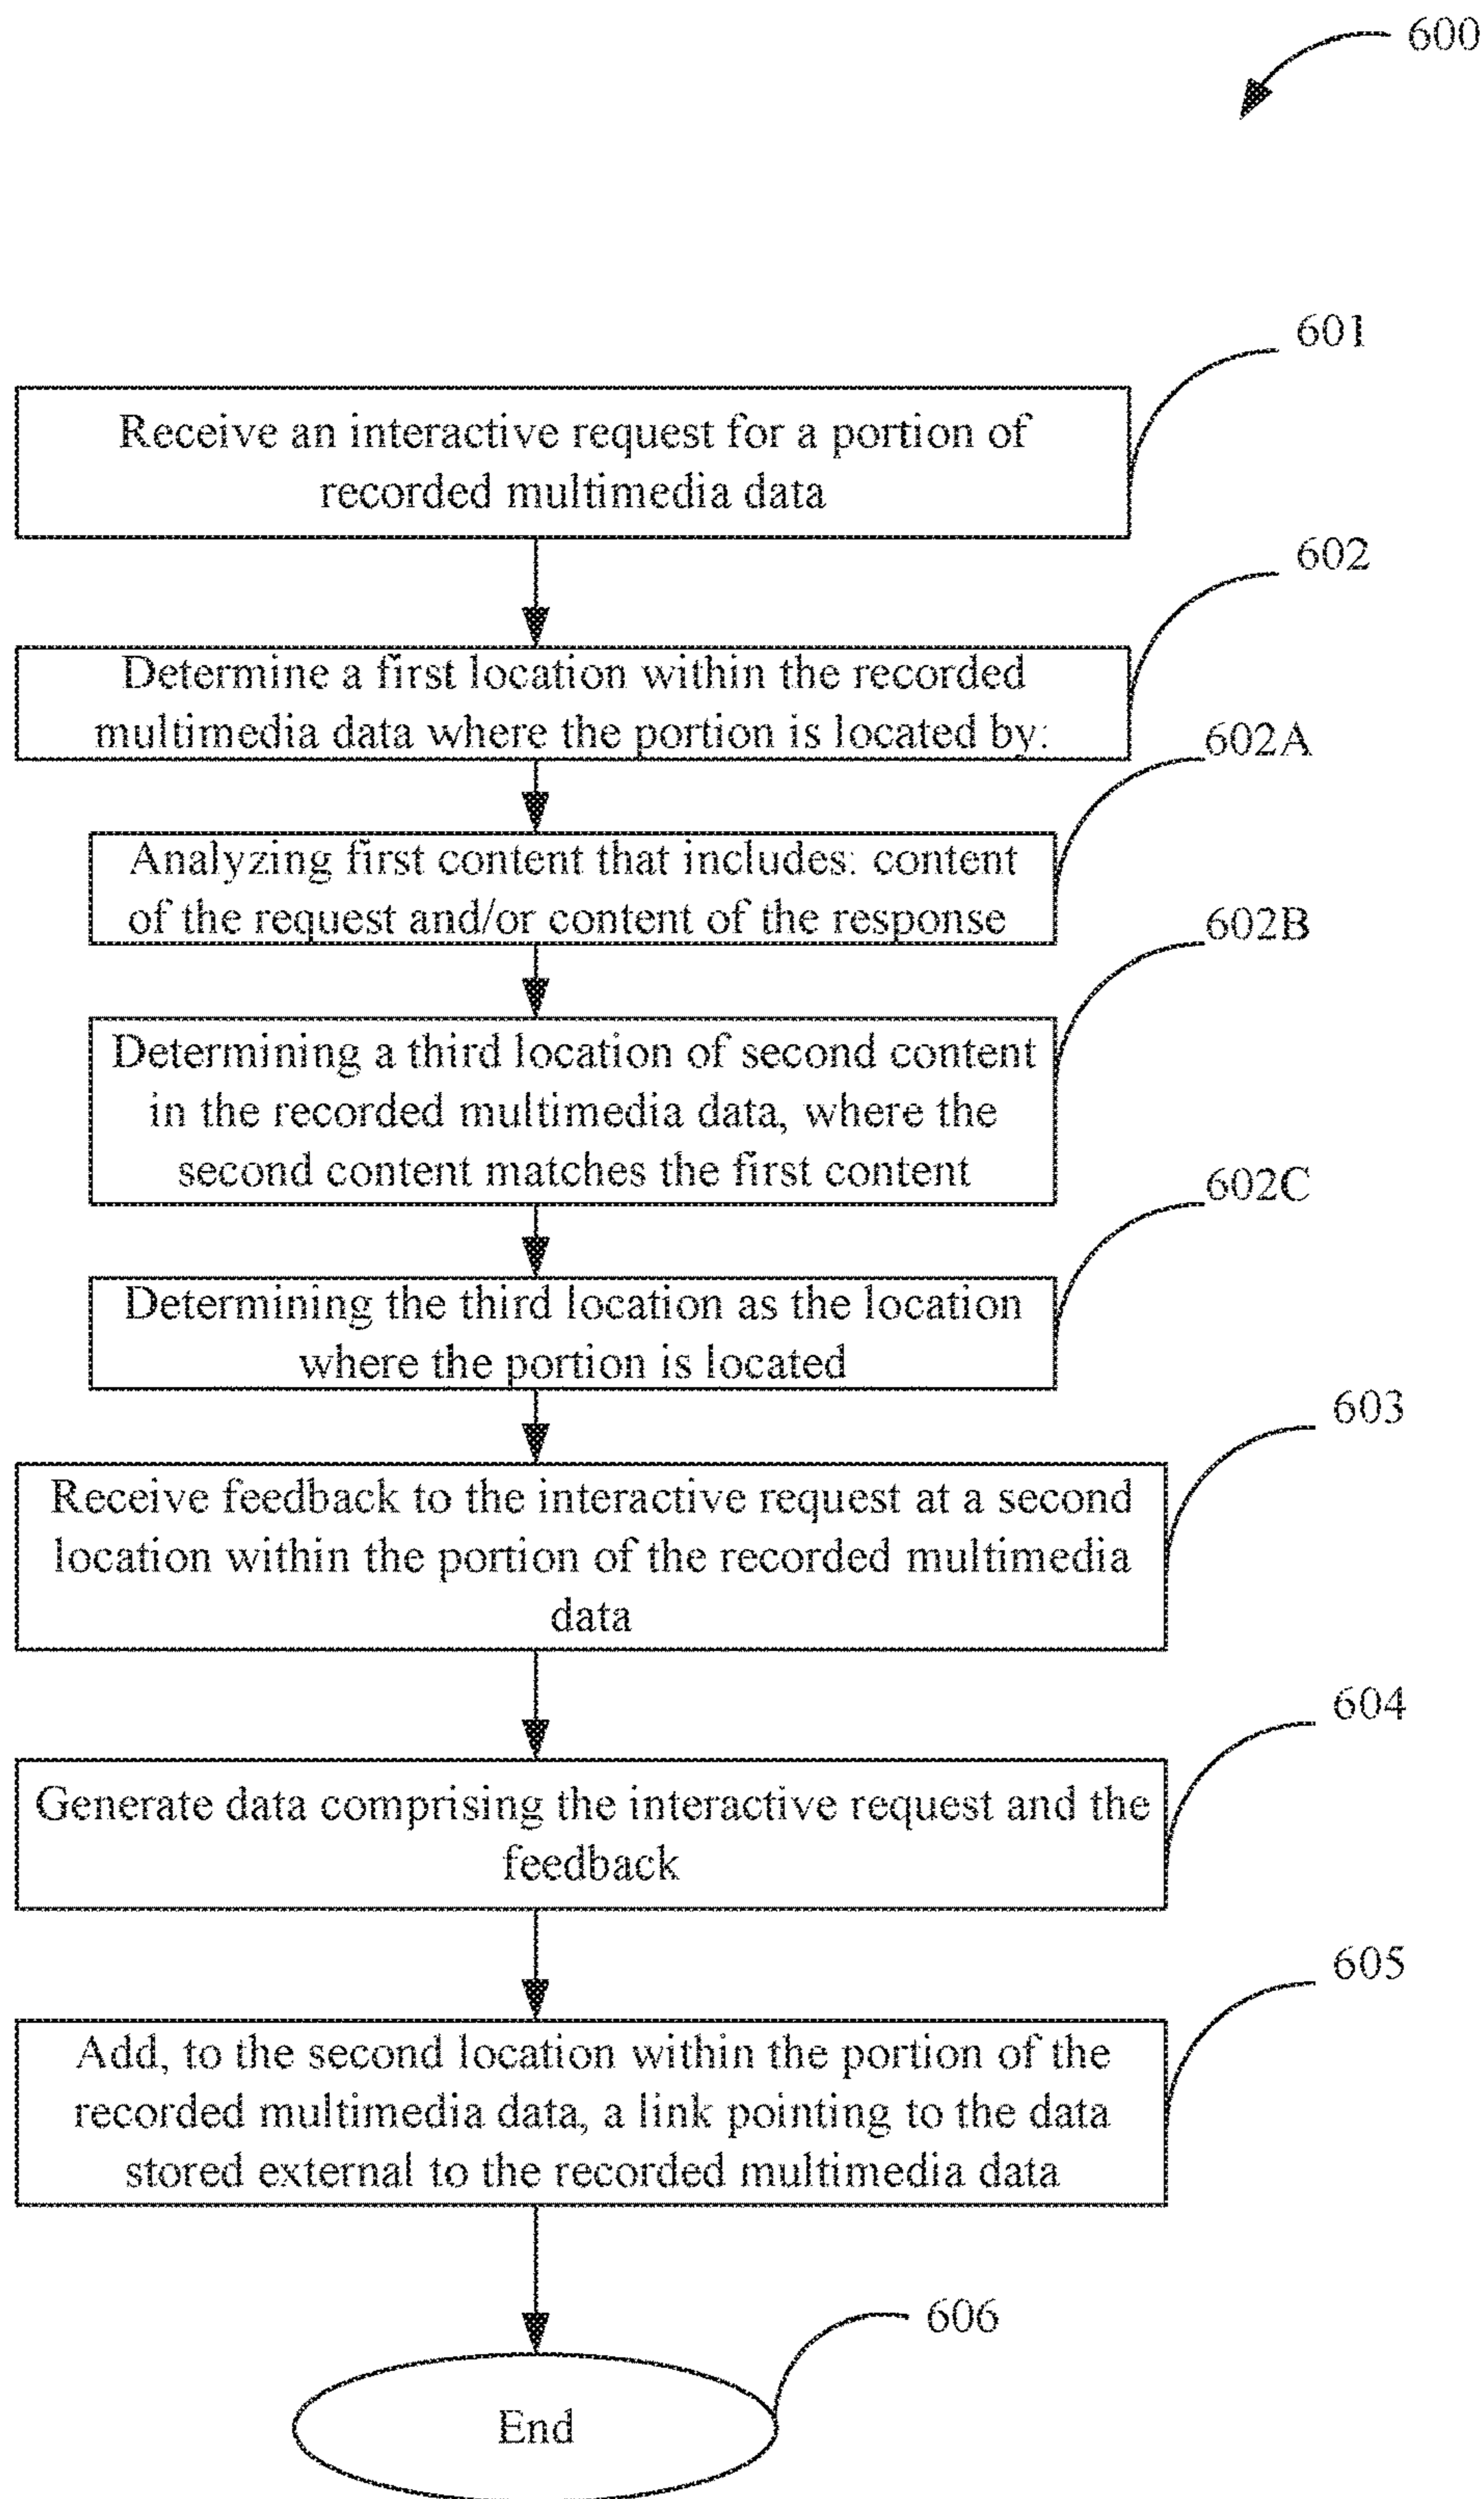 600
601
Receive an interactive request for a portion of
recorded multimedia data
602
Determine a first location within the recorded
multimedia data where the portion is located by:
602A
Analyzing first content that includes: content
of the request and/or content of the response
602B
Determining a third location of second content
in the recorded multimedia data, where the
second content matches the first content
602C
Determining the third location as the location
where the portion is located
603
Receive feedback to the interactive request at a second
location within the portion of the recorded multimedia
data
604
Generate data comprising the interactive request and the
feedback
605
Add, to the second location within the portion of the
recorded multimedia data, a link pointing to the data
stored external to the recorded multimedia data
606
End